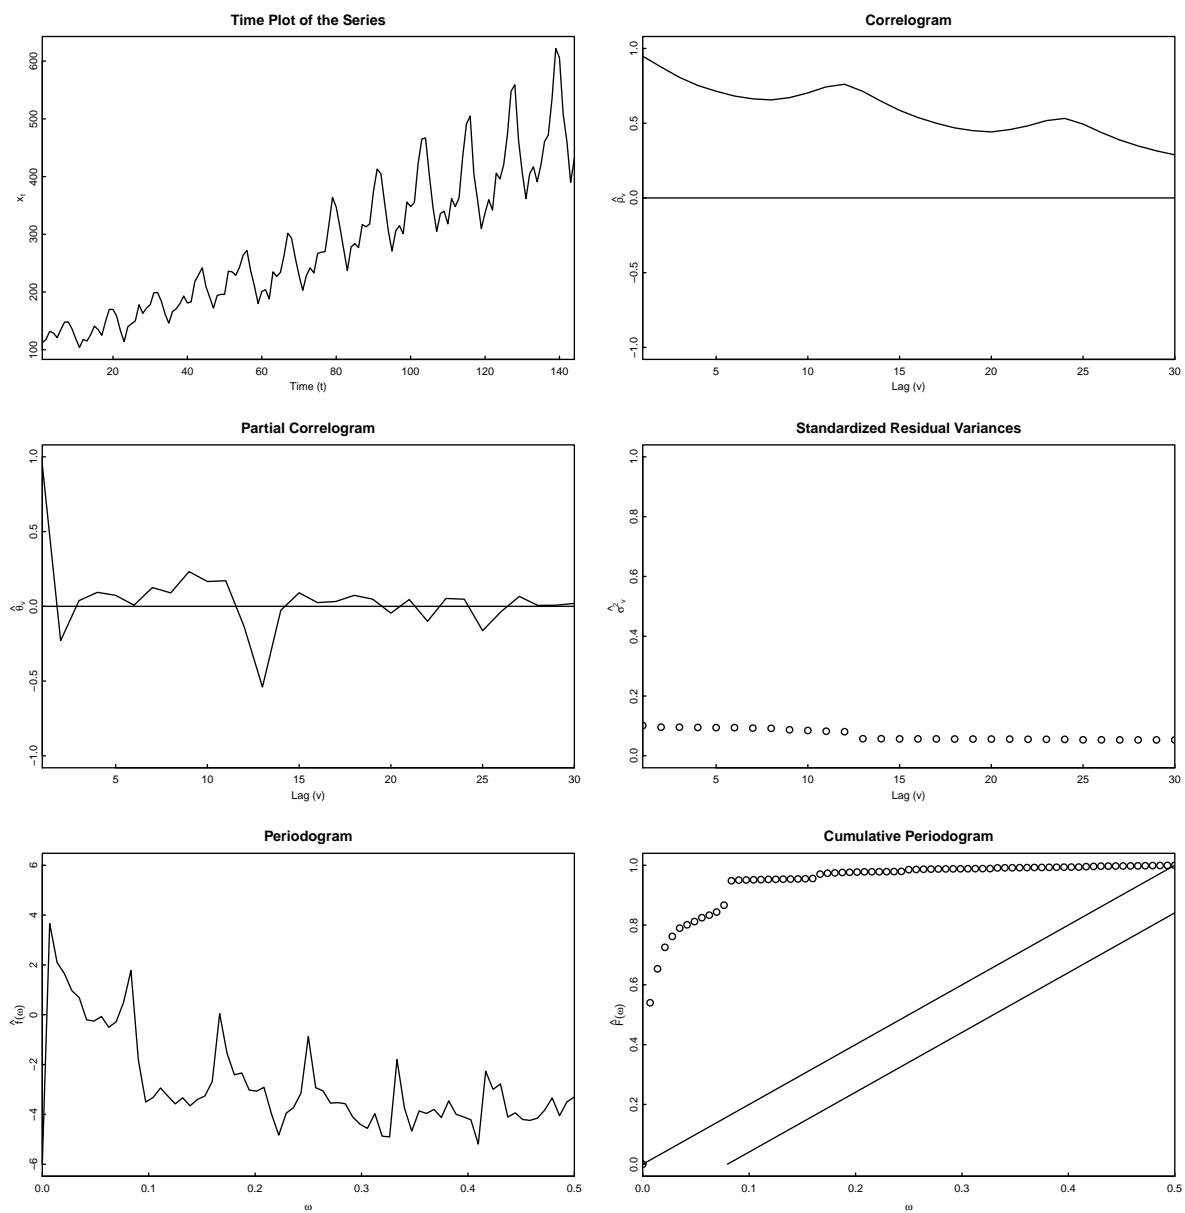 Time Plot of the Series
x_t
100 200 300 400 500 600
20 40 60 80 100 120 140
Time (t)
Correlogram
ρ̂_v
−1.0 −0.5 0.0 0.5 1.0
5 10 15 20 25 30
Lag (v)
Partial Correlogram
θ̂_v
−1.0 −0.5 0.0 0.5 1.0
5 10 15 20 25 30
Lag (v)
Standardized Residual Variances
σ̂²_v
0.0 0.2 0.4 0.6 0.8 1.0
5 10 15 20 25 30
Lag (v)
Periodogram
f̂(ω)
−6 −4 −2 0 2 4 6
0.0 0.1 0.2 0.3 0.4 0.5
ω
Cumulative Periodogram
F̂(ω)
0.0 0.2 0.4 0.6 0.8 1.0
0.0 0.1 0.2 0.3 0.4 0.5
ω